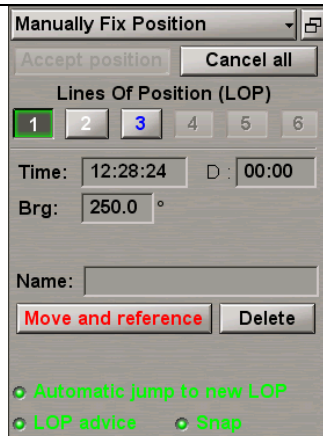 Manually Fix Position
Accept position Cancel all
Lines Of Position (LOP)
1 2 3 4 5 6
Time: 12:28:24 D: 00:00
Brg: 250.0 °
Name:
Move and reference Delete
Automatic jump to new LOP
LOP advice Snap